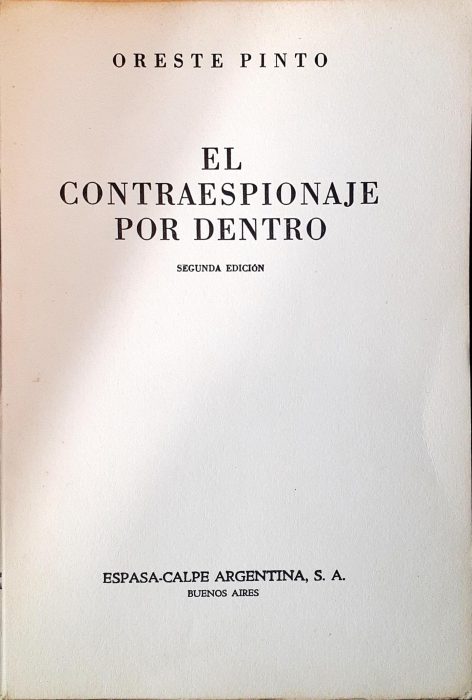 ORESTE PINTO
EL
CONTRAESPIONAJE
POR DENTRO
SEGUNDA EDICIÓN
ESPASA-CALPE ARGENTINA, S. A.
BUENOS AIRES